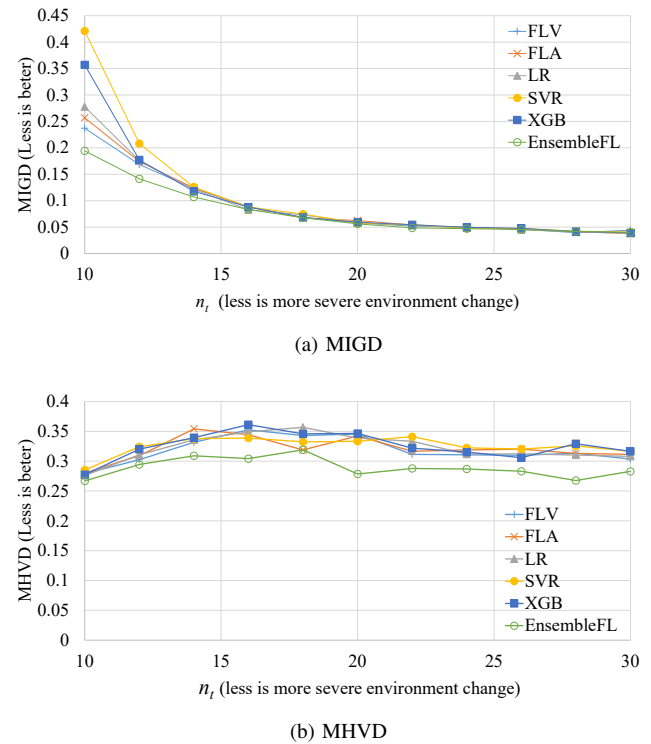 0.45
0.4
0.35
0.3
0.25
0.2
0.15
0.1
0.05
0
MIGD (Less is beter)
FLV
FLA
LR
SVR
XGB
EnsembleFL
10 15 20 25 30
n_t (less is more severe environment change)
(a) MIGD
0.4
0.35
0.3
0.25
0.2
0.15
0.1
0.05
0
MHVD (Less is beter)
FLV
FLA
LR
SVR
XGB
EnsembleFL
10 15 20 25 30
n_t (less is more severe environment change)
(b) MHVD